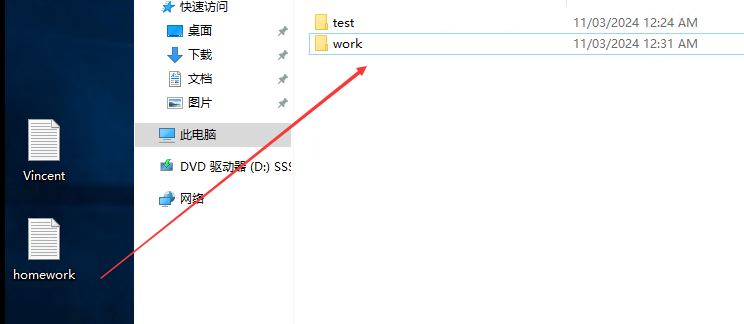 Vincent
homework
快速访问
桌面
下载
文档
图片
此电脑
DVD 驱动器 (D:) SS
网络
test 11/03/2024 12:24 AM
work 11/03/2024 12:31 AM